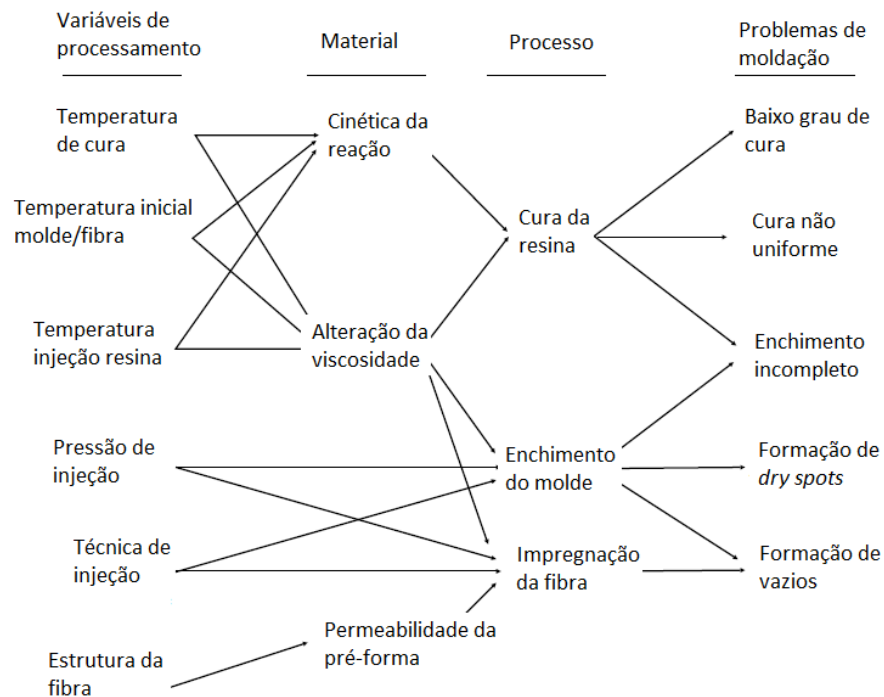 Variáveis de
processamento
Material
Processo
Problemas de
moldação
Temperatura
de cura
Cinética da
reação
Baixo grau de
cura
Temperatura inicial
molde/fibra
Cura da
resina
Cura não
uniforme
Temperatura
injeção resina
Alteração da
viscosidade
Enchimento
incompleto
Pressão de
injeção
Enchimento
do molde
Formação de
dry spots
Técnica de
injeção
Impregnação
da fibra
Formação de
vazios
Estrutura da
fibra
Permeabilidade da
pré-forma